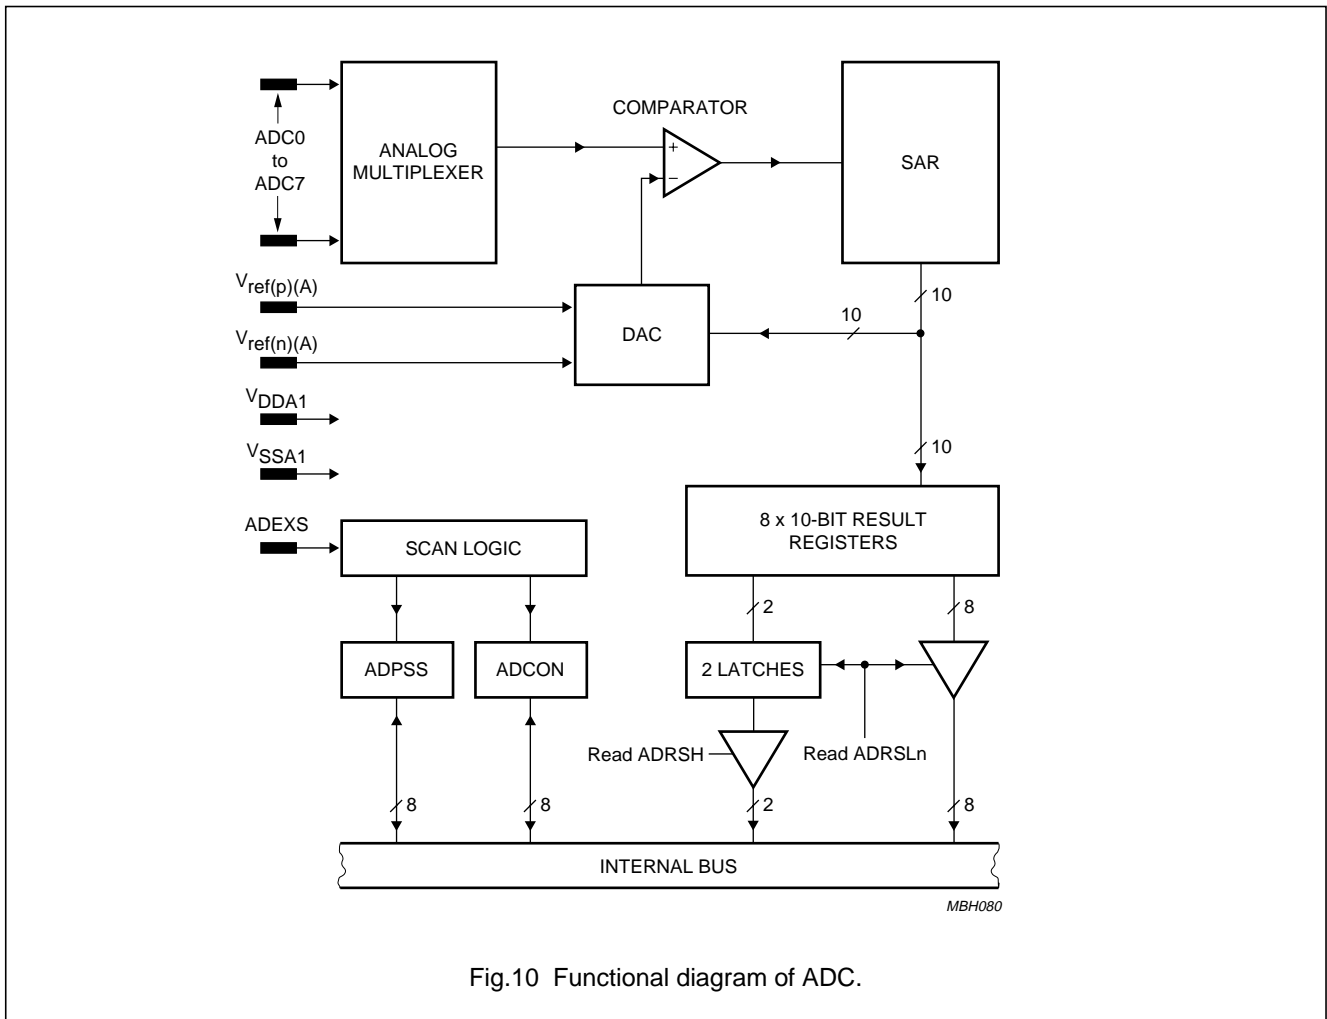 COMPARATOR
ADC0
to
ADC7
ANALOG
MULTIPLEXER
+
−
SAR
10
Vref(p)(A)
10
DAC
Vref(n)(A)
VDDA1
10
VSSA1
ADEXS
SCAN LOGIC
8 x 10-BIT RESULT
REGISTERS
2
8
ADPSS
ADCON
2 LATCHES
Read ADRSH
Read ADRSLn
8
8
2
8
INTERNAL BUS
MBH080
Fig.10 Functional diagram of ADC.